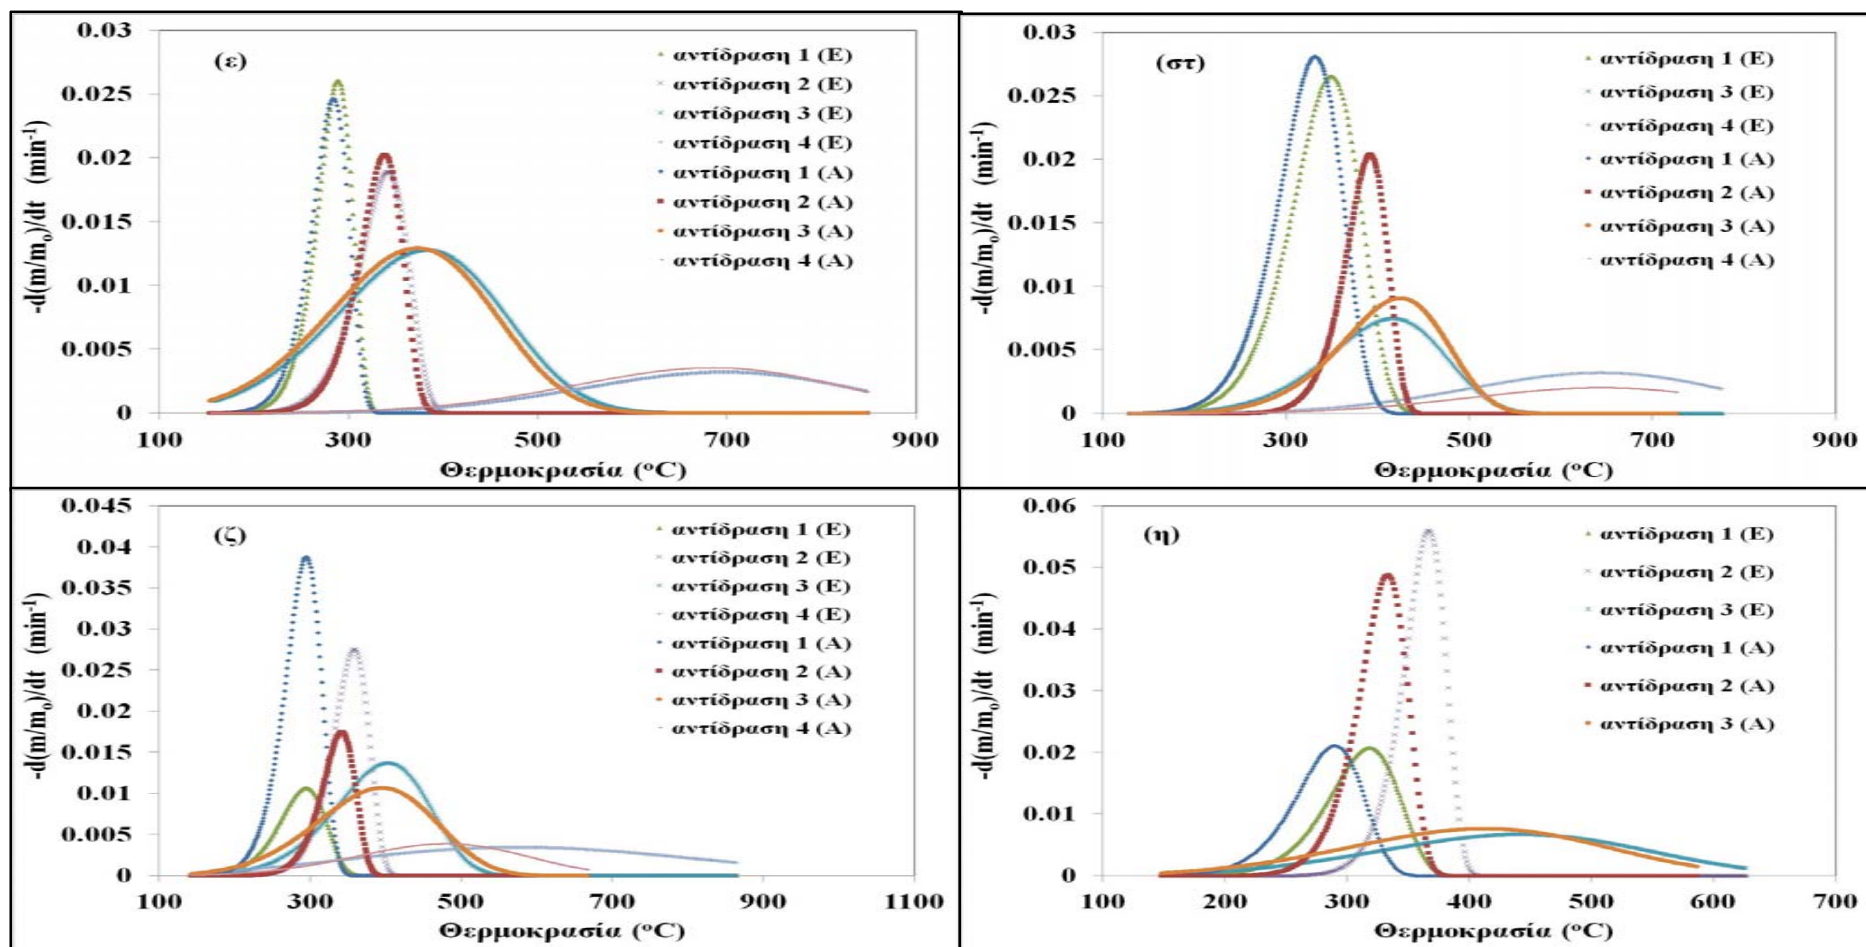 (ε)
0.03
0.025
0.02
0.015
0.01
0.005
0
-d(m/m₀)/dt (min⁻¹)
100 300 500 700 900
Θερμοκρασία (°C)
αντίδραση 1 (Ε)
αντίδραση 2 (Ε)
αντίδραση 3 (Ε)
αντίδραση 4 (Ε)
αντίδραση 1 (Α)
αντίδραση 2 (Α)
αντίδραση 3 (Α)
αντίδραση 4 (Α)
(στ)
0.03
0.025
0.02
0.015
0.01
0.005
0
-d(m/m₀)/dt (min⁻¹)
100 300 500 700 900
Θερμοκρασία (°C)
αντίδραση 1 (Ε)
αντίδραση 3 (Ε)
αντίδραση 4 (Ε)
αντίδραση 1 (Α)
αντίδραση 2 (Α)
αντίδραση 3 (Α)
αντίδραση 4 (Α)
(ζ)
0.045
0.04
0.035
0.03
0.025
0.02
0.015
0.01
0.005
0
-d(m/m₀)/dt (min⁻¹)
100 300 500 700 900 1100
Θερμοκρασία (°C)
αντίδραση 1 (Ε)
αντίδραση 2 (Ε)
αντίδραση 3 (Ε)
αντίδραση 4 (Ε)
αντίδραση 1 (Α)
αντίδραση 2 (Α)
αντίδραση 3 (Α)
αντίδραση 4 (Α)
(η)
0.06
0.05
0.04
0.03
0.02
0.01
0
-d(m/m₀)/dt (min⁻¹)
100 200 300 400 500 600 700
Θερμοκρασία (°C)
αντίδραση 1 (Ε)
αντίδραση 2 (Ε)
αντίδραση 3 (Ε)
αντίδραση 1 (Α)
αντίδραση 2 (Α)
αντίδραση 3 (Α)